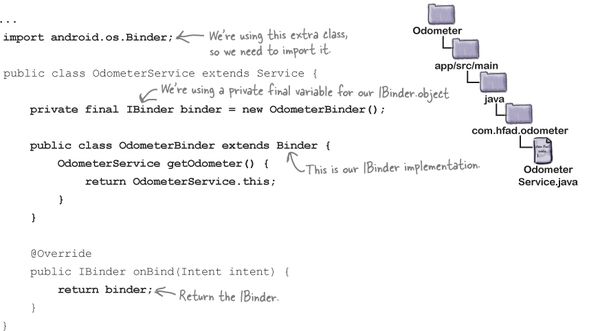 ...
import android.os.Binder;
We're using this extra class,
so we need to import it.
public class OdometerService extends Service {
We're using a private final variable for our IBinder.object
private final IBinder binder = new OdometerBinder();
public class OdometerBinder extends Binder {
OdometerService getOdometer() {
This is our IBinder implementation.
return OdometerService.this;
}
}
@Override
public IBinder onBind(Intent intent) {
return binder;
Return the IBinder.
}
}
Odometer
app/src/main
java
com.hfad.odometer
Odometer
Service.java